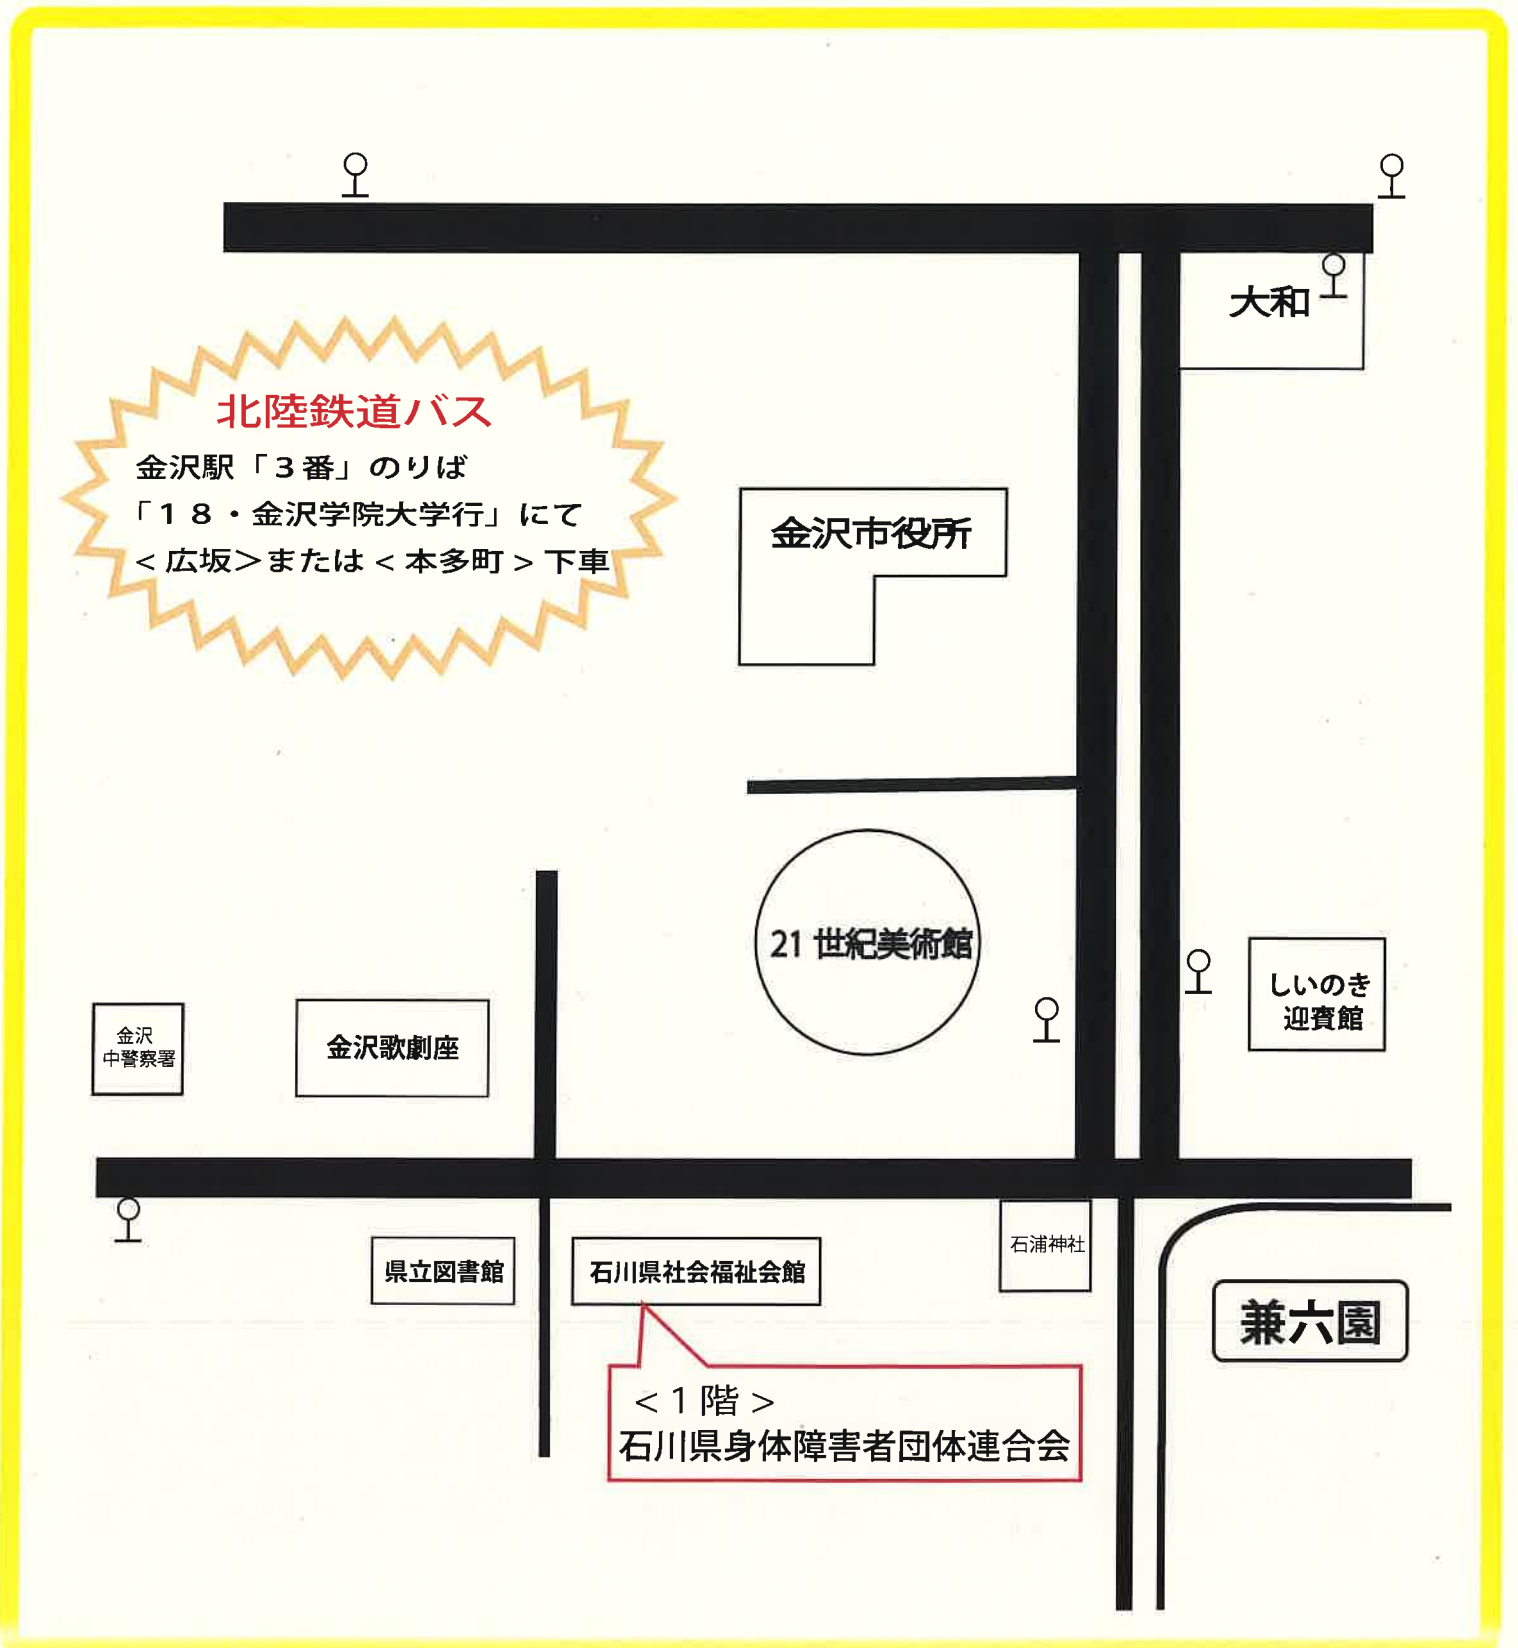 大和
北陸鉄道バス
金沢駅「３番」のりば
「１８・金沢学院大学行」にて
＜広坂＞または＜本多町＞下車
金沢市役所
21 世紀美術館
しいのき
迎賓館
金沢
中警察署
金沢歌劇座
県立図書館
石川県社会福祉会館
石浦神社
兼六園
＜１階＞
石川県身体障害者団体連合会